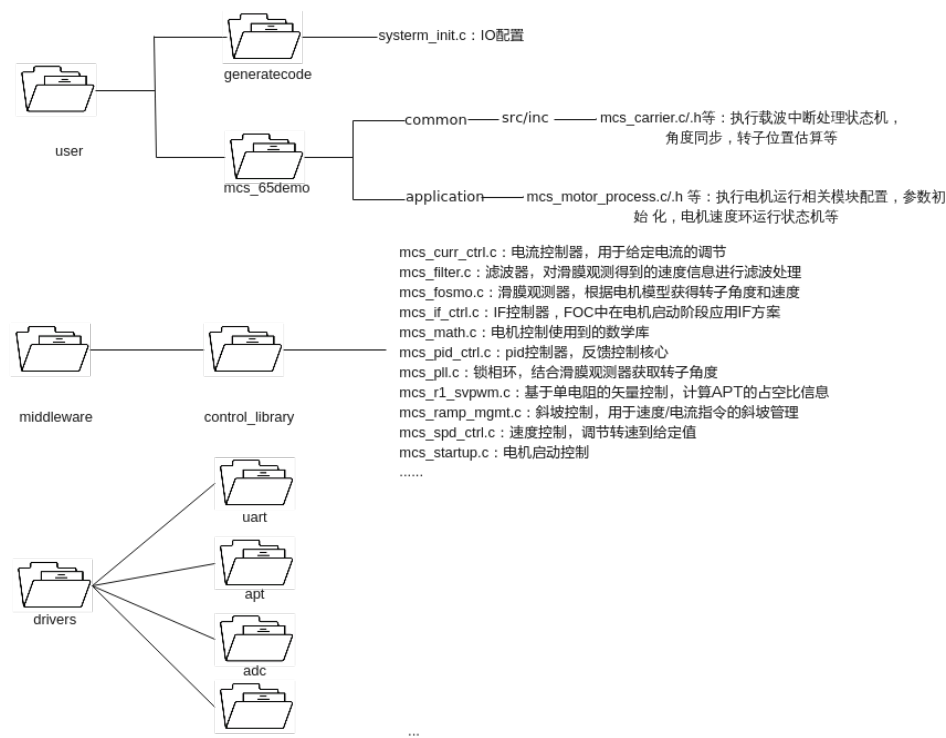 systerm_init.c：IO配置
generatecode
user
common
src/inc
mcs_carrier.c/.h等：执行载波中断处理状态机，
角度同步，转子位置估算等
mcs_65demo
application
mcs_motor_process.c/.h 等：执行电机运行相关模块配置，参数初
始 化，电机速度环运行状态机等
mcs_curr_ctrl.c：电流控制器，用于给定电流的调节
mcs_filter.c：滤波器，对滑膜观测得到的速度信息进行滤波处理
mcs_fosmo.c：滑膜观测器，根据电机模型获得转子角度和速度
mcs_if_ctrl.c：IF控制器，FOC中在电机启动阶段应用IF方案
mcs_math.c：电机控制使用到的数学库
mcs_pid_ctrl.c：pid控制器，反馈控制核心
mcs_pll.c：锁相环，结合滑膜观测器获取转子角度
mcs_r1_svpwm.c：基于单电阻的矢量控制，计算APT的占空比信息
mcs_ramp_mgmt.c：斜坡控制，用于速度/电流指令的斜坡管理
mcs_spd_ctrl.c：速度控制，调节转速到给定值
mcs_startup.c：电机启动控制
......
middleware
control_library
uart
apt
drivers
adc
...